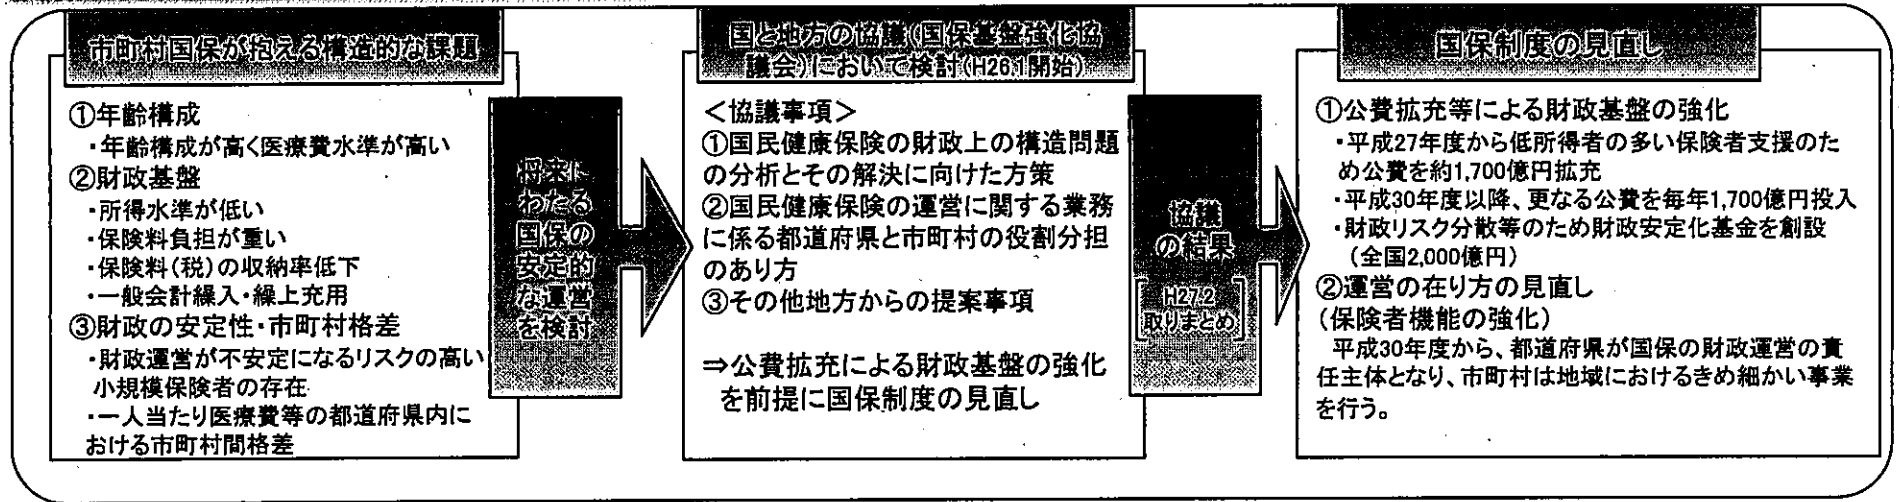 市町村国保が抱える構造的な課題
①年齢構成
・年齢構成が高く医療費水準が高い
②財政基盤
・所得水準が低い
・保険料負担が重い
・保険料(税)の収納率低下
・一般会計繰入・繰上充用
③財政の安定性・市町村格差
・財政運営が不安定になるリスクの高い
小規模保険者の存在
・一人当たり医療費等の都道府県内に
おける市町村間格差
将来に
わたる
国保の
安定的
な運営
を検討
国と地方の協議(国保基盤強化協
議会)において検討(H26.1開始)
＜協議事項＞
①国民健康保険の財政上の構造問題
の分析とその解決に向けた方策
②国民健康保険の運営に関する業務
に係る都道府県と市町村の役割分担
のあり方
③その他地方からの提案事項
⇒公費拡充による財政基盤の強化
を前提に国保制度の見直し
協議
の結果
[H27.2
取りまとめ]
国保制度の見直し
①公費拡充等による財政基盤の強化
・平成27年度から低所得者の多い保険者支援のた
め公費を約1,700億円拡充
・平成30年度以降、更なる公費を毎年1,700億円投入
・財政リスク分散等のため財政安定化基金を創設
(全国2,000億円)
②運営の在り方の見直し
(保険者機能の強化)
平成30年度から、都道府県が国保の財政運営の責
任主体となり、市町村は地域におけるきめ細かい事業
を行う。